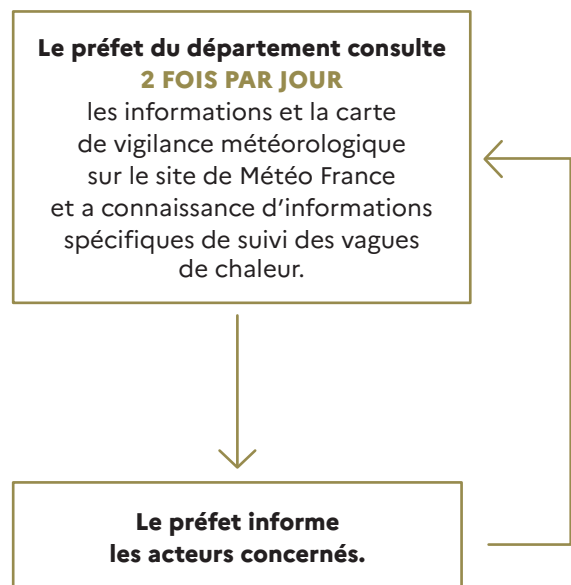 Le préfet du département consulte
2 FOIS PAR JOUR
les informations et la carte
de vigilance météorologique
sur le site de Météo France
et a connaissance d’informations
spécifiques de suivi des vagues
de chaleur.
Le préfet informe
les acteurs concernés.